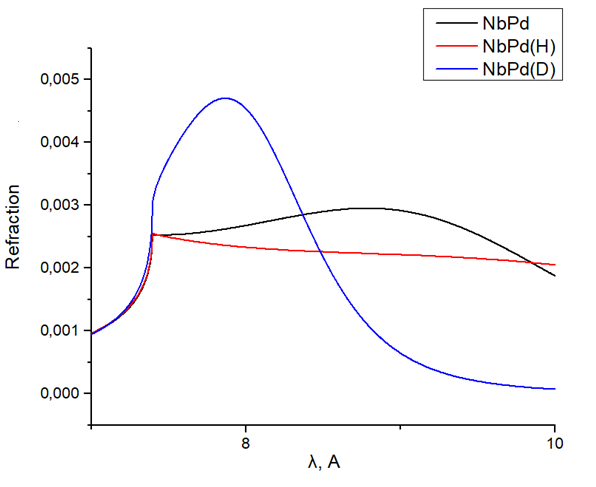 NbPd
NbPd(H)
NbPd(D)
0,005
0,004
0,003
0,002
0,001
0,000
Refraction
8
10
λ, A